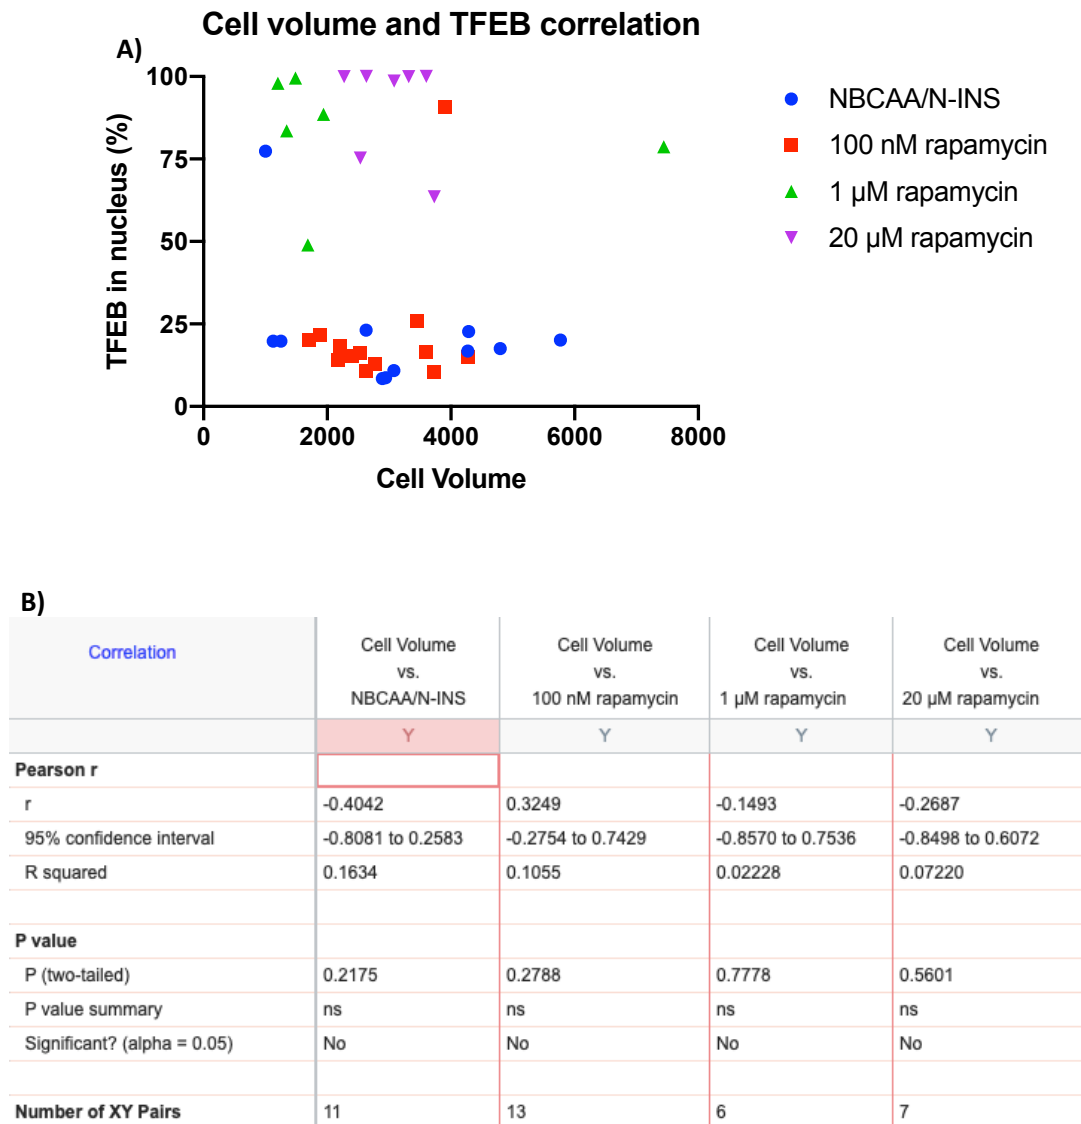 Cell volume and TFEB correlation
A)
TFEB in nucleus (%)
100
75
50
25
0
0 2000 4000 6000 8000
Cell Volume
NBCAA/N-INS
100 nM rapamycin
1 µM rapamycin
20 µM rapamycin
B)
Correlation
Cell Volume
vs.
NBCAA/N-INS
Cell Volume
vs.
100 nM rapamycin
Cell Volume
vs.
1 µM rapamycin
Cell Volume
vs.
20 µM rapamycin
Y Y Y Y
Pearson r
r -0.4042 0.3249 -0.1493 -0.2687
95% confidence interval -0.8081 to 0.2583 -0.2754 to 0.7429 -0.8570 to 0.7536 -0.8498 to 0.6072
R squared 0.1634 0.1055 0.02228 0.07220
P value
P (two-tailed) 0.2175 0.2788 0.7778 0.5601
P value summary ns ns ns ns
Significant? (alpha = 0.05) No No No No
Number of XY Pairs 11 13 6 7